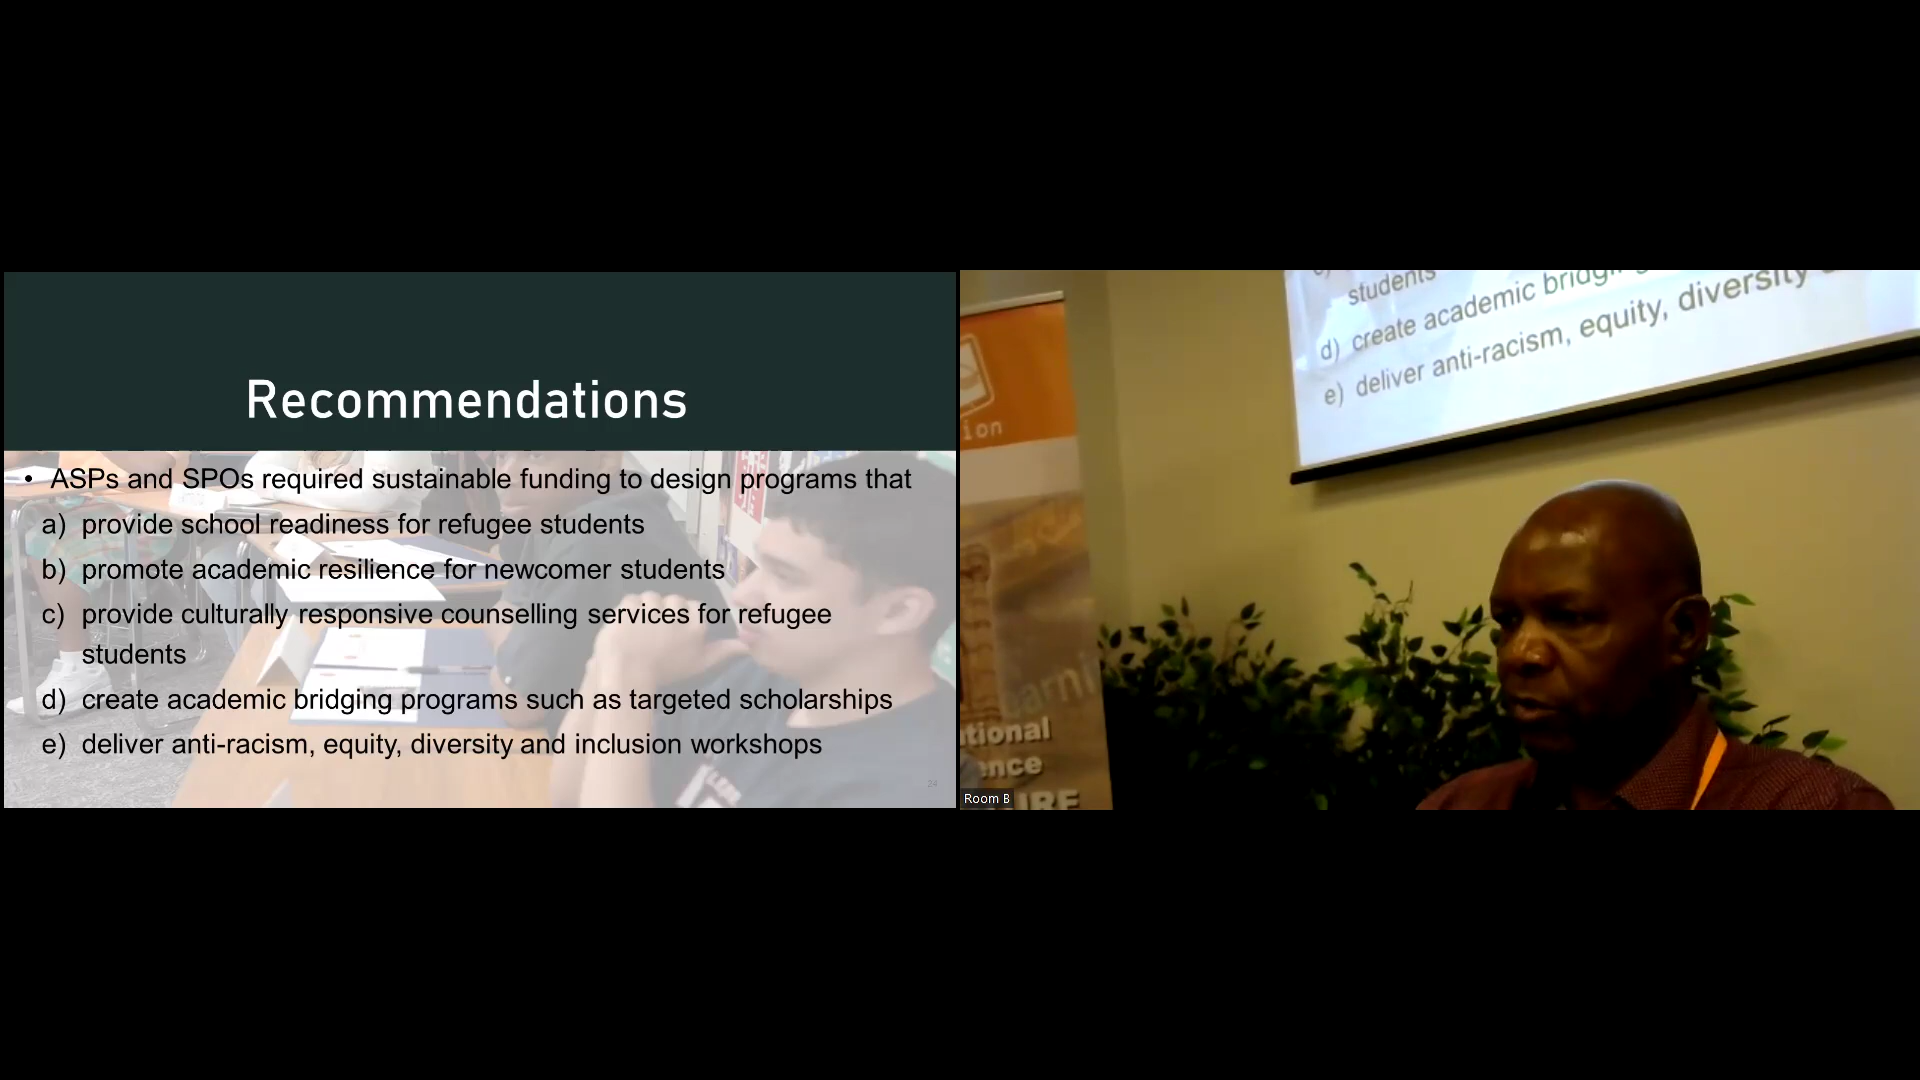 Recommendations
• ASPs and SPOs required sustainable funding to design programs that
a) provide school readiness for refugee students
b) promote academic resilience for newcomer students
c) provide culturally responsive counselling services for refugee
students
d) create academic bridging programs such as targeted scholarships
e) deliver anti-racism, equity, diversity and inclusion workshops
24
students
d) create academic
e) deliver anti-racism, equity, diversity
ion
Room B